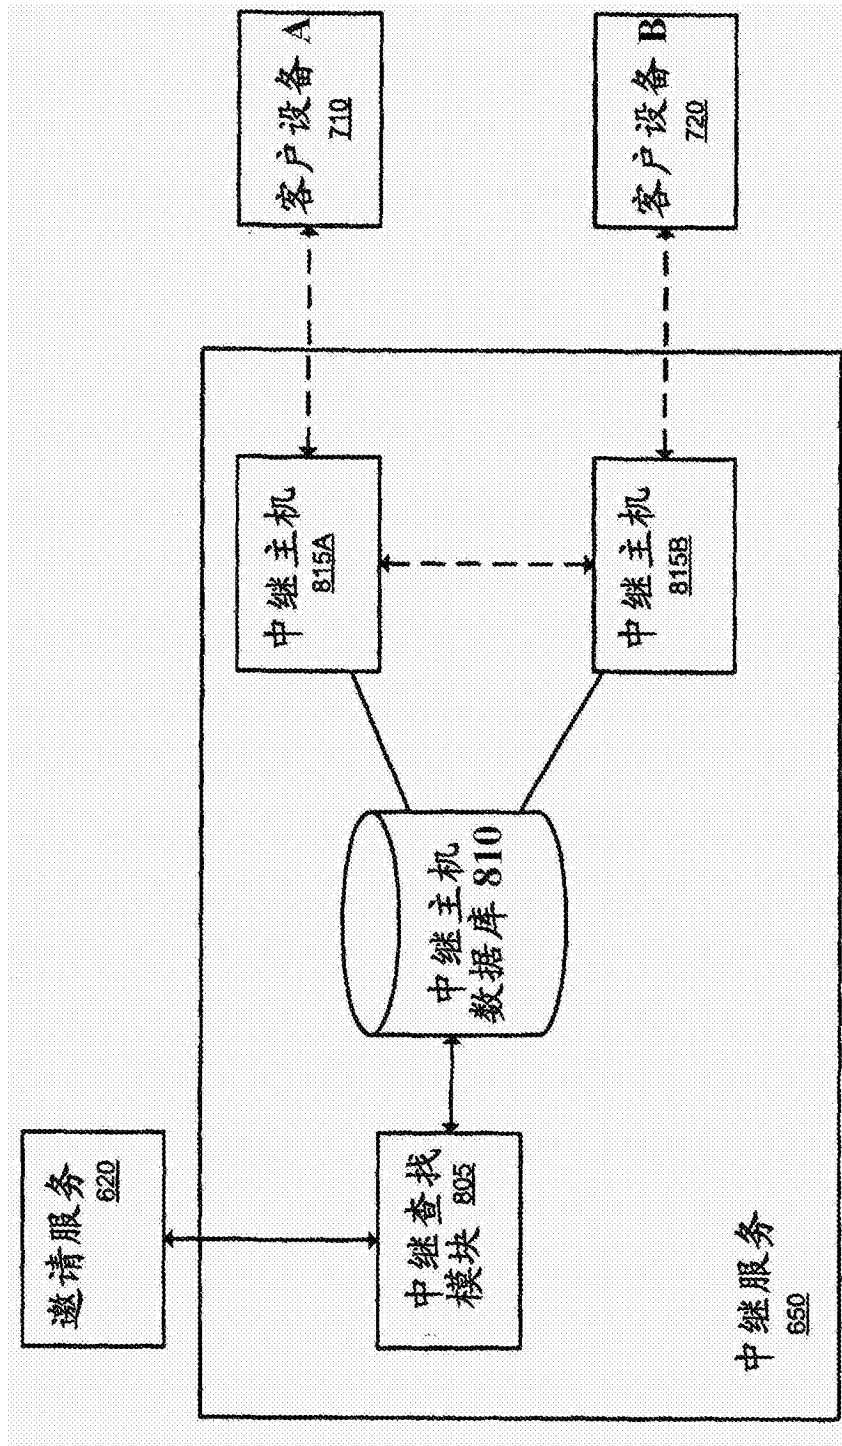 邀请服务
620
中继查找
模块
805
中继主机
数据库 810
中继主机
815A
中继主机
815B
客户设备 A
710
客户设备 B
720
中继服务
650